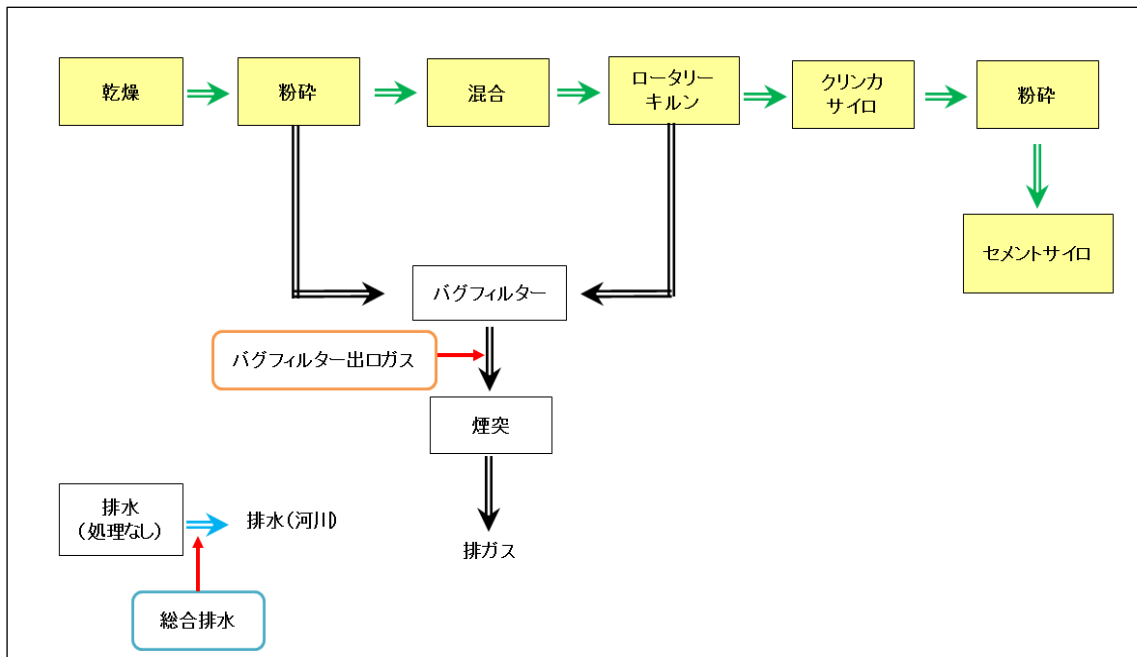 乾燥
粉砕
混合
ロータリー
キルン
クリンカ
サイロ
粉砕
セメントサイロ
バグフィルター
バグフィルター出口ガス
煙突
排水
（処理なし）
排水（河川）
排ガス
総合排水